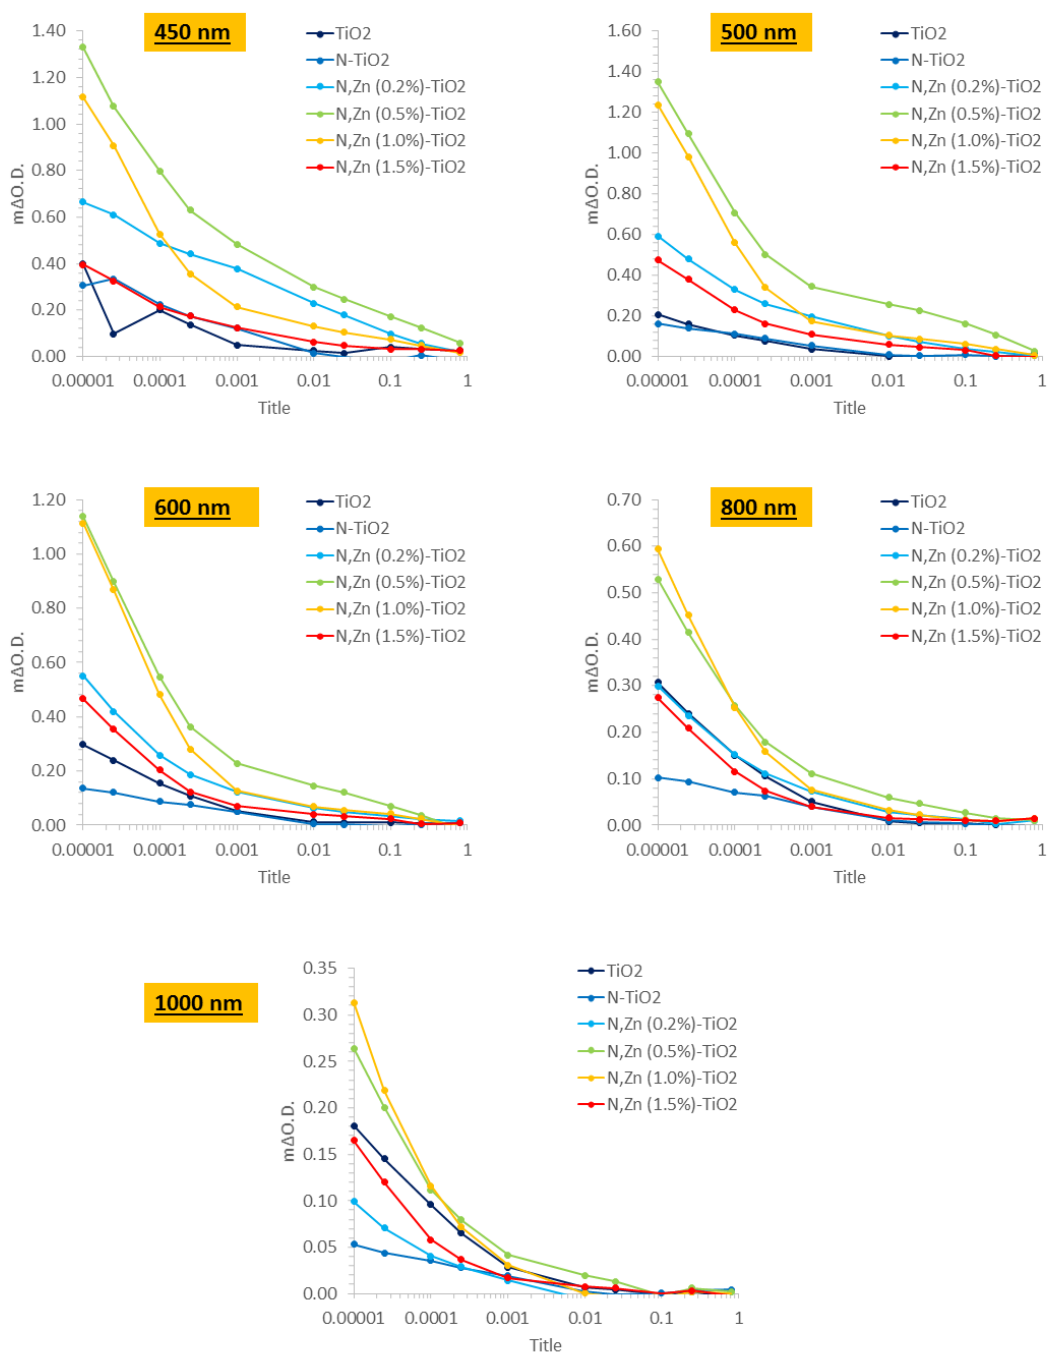 450 nm
1.40
1.20
1.00
0.80
0.60
0.40
0.20
0.00
mΔO.D.
0.00001
0.0001
0.001
0.01
0.1
1
Title
TiO2
N-TiO2
N,Zn (0.2%)-TiO2
N,Zn (0.5%)-TiO2
N,Zn (1.0%)-TiO2
N,Zn (1.5%)-TiO2
500 nm
1.60
1.40
1.20
1.00
0.80
0.60
0.40
0.20
0.00
mΔO.D.
0.00001
0.0001
0.001
0.01
0.1
1
Title
TiO2
N-TiO2
N,Zn (0.2%)-TiO2
N,Zn (0.5%)-TiO2
N,Zn (1.0%)-TiO2
N,Zn (1.5%)-TiO2
600 nm
1.20
1.00
0.80
0.60
0.40
0.20
0.00
mΔO.D.
0.00001
0.0001
0.001
0.01
0.1
1
Title
TiO2
N-TiO2
N,Zn (0.2%)-TiO2
N,Zn (0.5%)-TiO2
N,Zn (1.0%)-TiO2
N,Zn (1.5%)-TiO2
800 nm
0.70
0.60
0.50
0.40
0.30
0.20
0.10
0.00
mΔO.D.
0.00001
0.0001
0.001
0.01
0.1
1
Title
TiO2
N-TiO2
N,Zn (0.2%)-TiO2
N,Zn (0.5%)-TiO2
N,Zn (1.0%)-TiO2
N,Zn (1.5%)-TiO2
1000 nm
0.35
0.30
0.25
0.20
0.15
0.10
0.05
0.00
mΔO.D.
0.00001
0.0001
0.001
0.01
0.1
1
Title
TiO2
N-TiO2
N,Zn (0.2%)-TiO2
N,Zn (0.5%)-TiO2
N,Zn (1.0%)-TiO2
N,Zn (1.5%)-TiO2